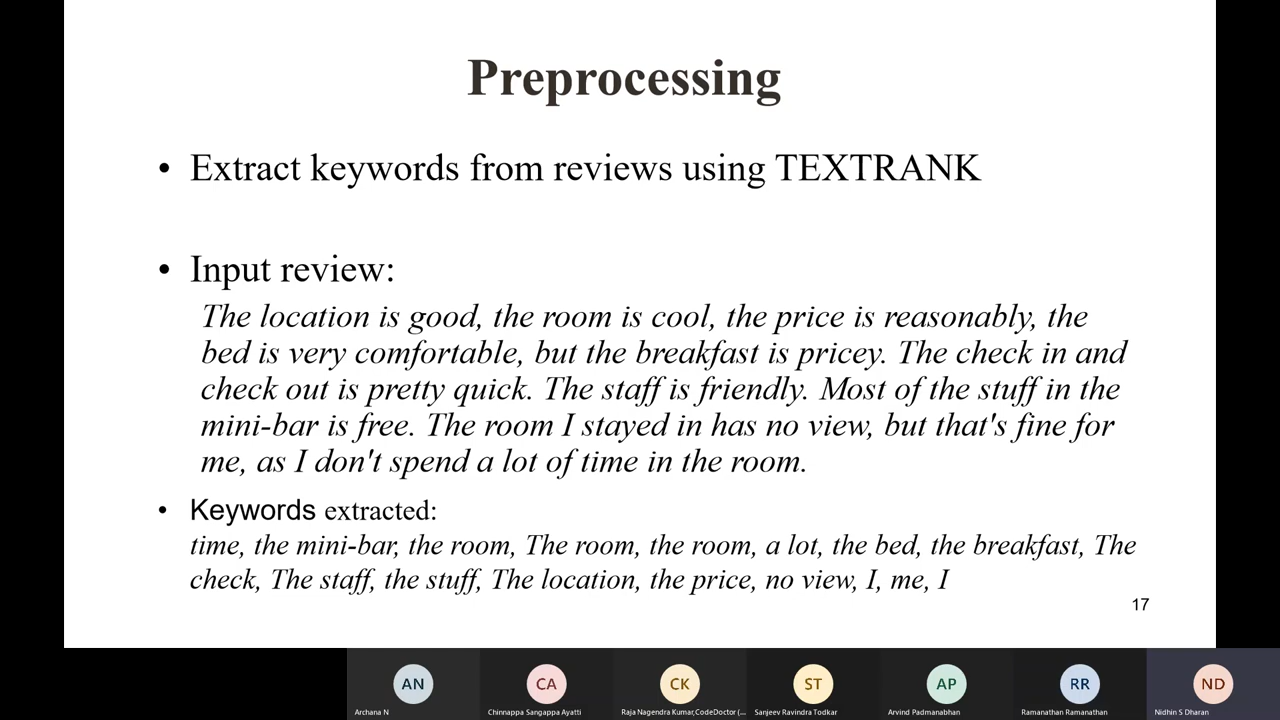 Preprocessing
• Extract keywords from reviews using TEXTRANK
• Input review:
The location is good, the room is cool, the price is reasonably, the
bed is very comfortable, but the breakfast is pricey. The check in and
check out is pretty quick. The staff is friendly. Most of the stuff in the
mini-bar is free. The room I stayed in has no view, but that's fine for
me, as I don't spend a lot of time in the room.
• Keywords extracted:
time, the mini-bar, the room, The room, the room, a lot, the bed, the breakfast, The
check, The staff, the stuff, The location, the price, no view, I, me, I
17
AN CA CK ST AP RR ND
Archana N Chinnappa Sangappa Ayatti Raja Nagendra Kumar,CodeDoctor (... Sanjeev Ravindra Todkar Arvind Padmanabhan Ramanathan Ramanathan Nidhin S Dharan